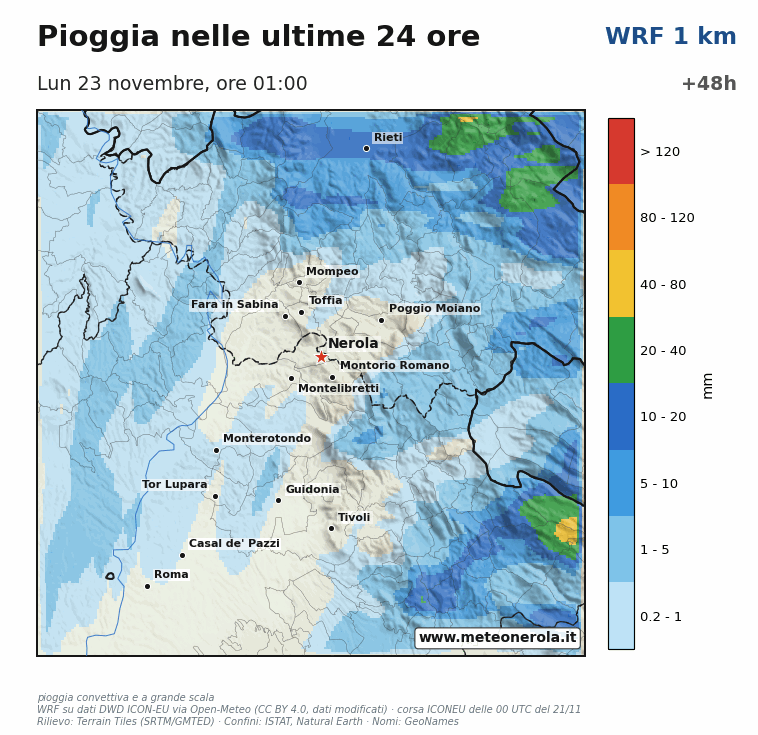 Pioggia nelle ultime 24 ore
WRF 1 km
Lun 23 novembre, ore 01:00
+48h
Rieti
Mompeo
Fara in Sabina
Toffia
Poggio Moiano
Nerola
Montorio Romano
Montelibretti
Monterotondo
Tor Lupara
Guidonia
Tivoli
Casal de' Pazzi
Roma
www.meteonerola.it
> 120
80 - 120
40 - 80
20 - 40
10 - 20
5 - 10
1 - 5
0.2 - 1
mm
pioggia convettiva e a grande scala
WRF su dati DWD ICON-EU via Open-Meteo (CC BY 4.0, dati modificati) · corsa ICONEU delle 00 UTC del 21/11
Rilievo: Terrain Tiles (SRTM/GMTED) · Confini: ISTAT, Natural Earth · Nomi: GeoNames